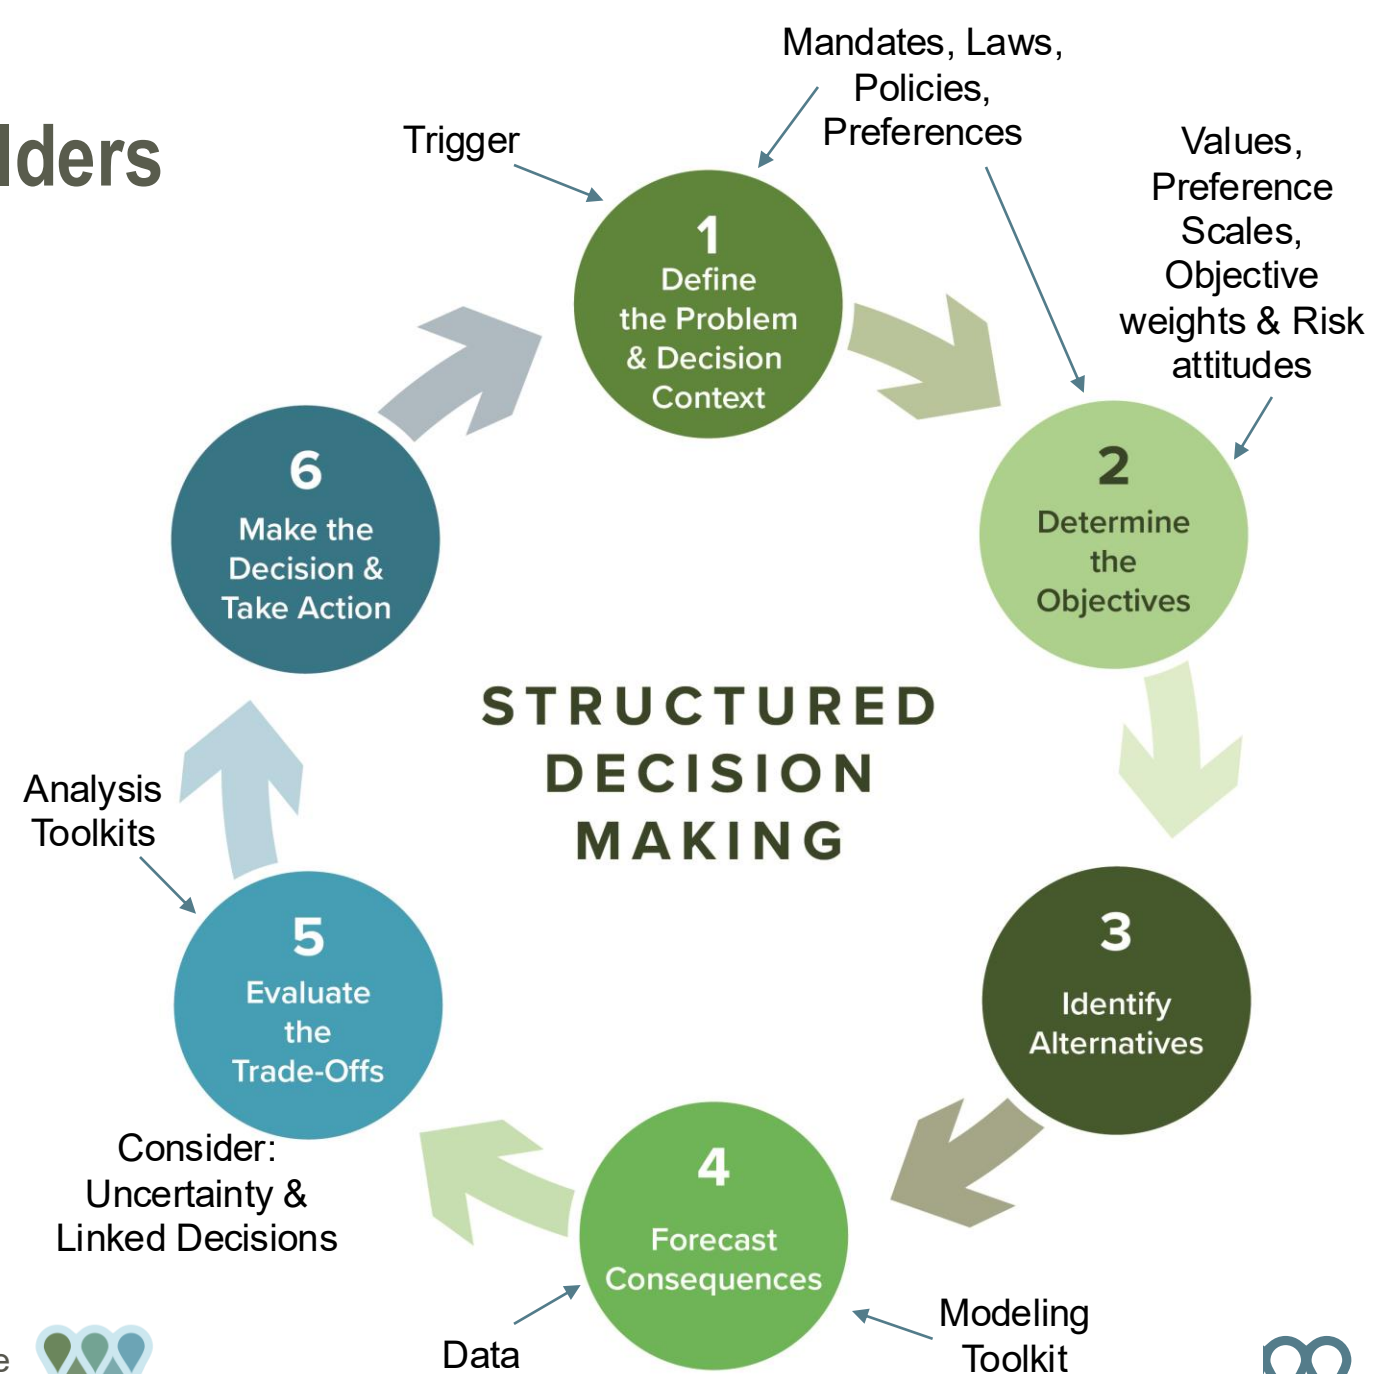 lders
Trigger
Mandates, Laws,
Policies,
Preferences
Values,
Preference
Scales,
Objective
weights & Risk
attitudes
1
Define
the Problem
& Decision
Context
2
Determine
the
Objectives
3
Identify
Alternatives
4
Forecast
Consequences
Data
Modeling
Toolkit
5
Evaluate
the
Trade-Offs
Analysis
Toolkits
Consider:
Uncertainty &
Linked Decisions
6
Make the
Decision &
Take Action
STRUCTURED
DECISION
MAKING
e